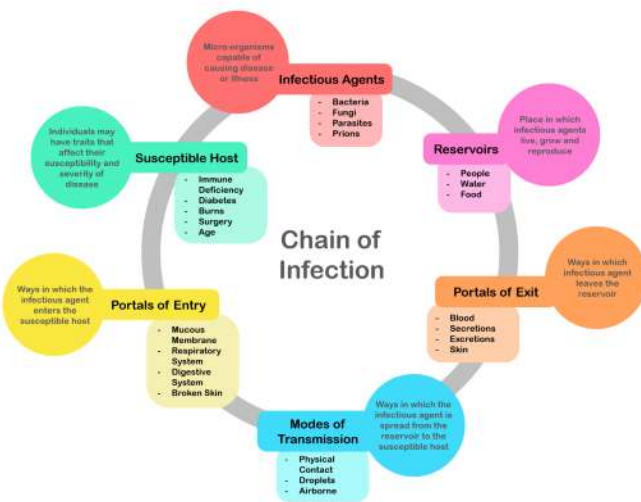 Micro-organisms
capable of
causing disease
or illness
Infectious Agents
- Bacteria
- Fungi
- Parasites
- Prions
Reservoirs
Place in which
infectious agents
live, grow and
reproduce
- People
- Water
- Food
Portals of Exit
Ways in which
infectious agent
leaves the
reservoir
- Blood
- Secretions
- Excretions
- Skin
Modes of
Transmission
Ways in which the
infectious agent is
spread from the
reservoir to the
susceptible host
- Physical
Contact
- Droplets
- Airborne
Ways in which the
infectious agent
enters the
susceptible host
Portals of Entry
- Mucous
Membrane
- Respiratory
System
- Digestive
System
- Broken Skin
Individuals may
have traits that
affect their
susceptibility and
severity of
disease
Susceptible Host
- Immune
Deficiency
- Diabetes
- Burns
- Surgery
- Age
Chain of
Infection